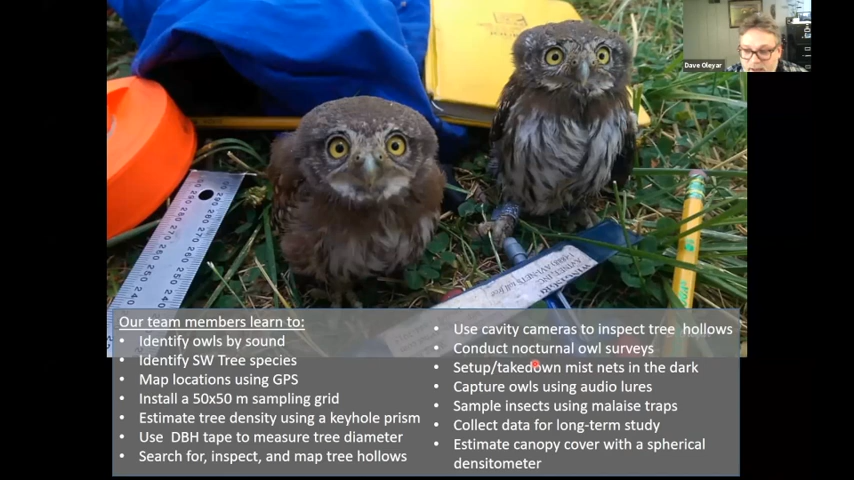 Dave Oleyar
Our team members learn to:
• Identify owls by sound
• Identify SW Tree species
• Map locations using GPS
• Install a 50x50 m sampling grid
• Estimate tree density using a keyhole prism
• Use DBH tape to measure tree diameter
• Search for, inspect, and map tree hollows
• Use cavity cameras to inspect tree hollows
• Conduct nocturnal owl surveys
• Setup/takedown mist nets in the dark
• Capture owls using audio lures
• Sample insects using malaise traps
• Collect data for long-term study
• Estimate canopy cover with a spherical
densitometer